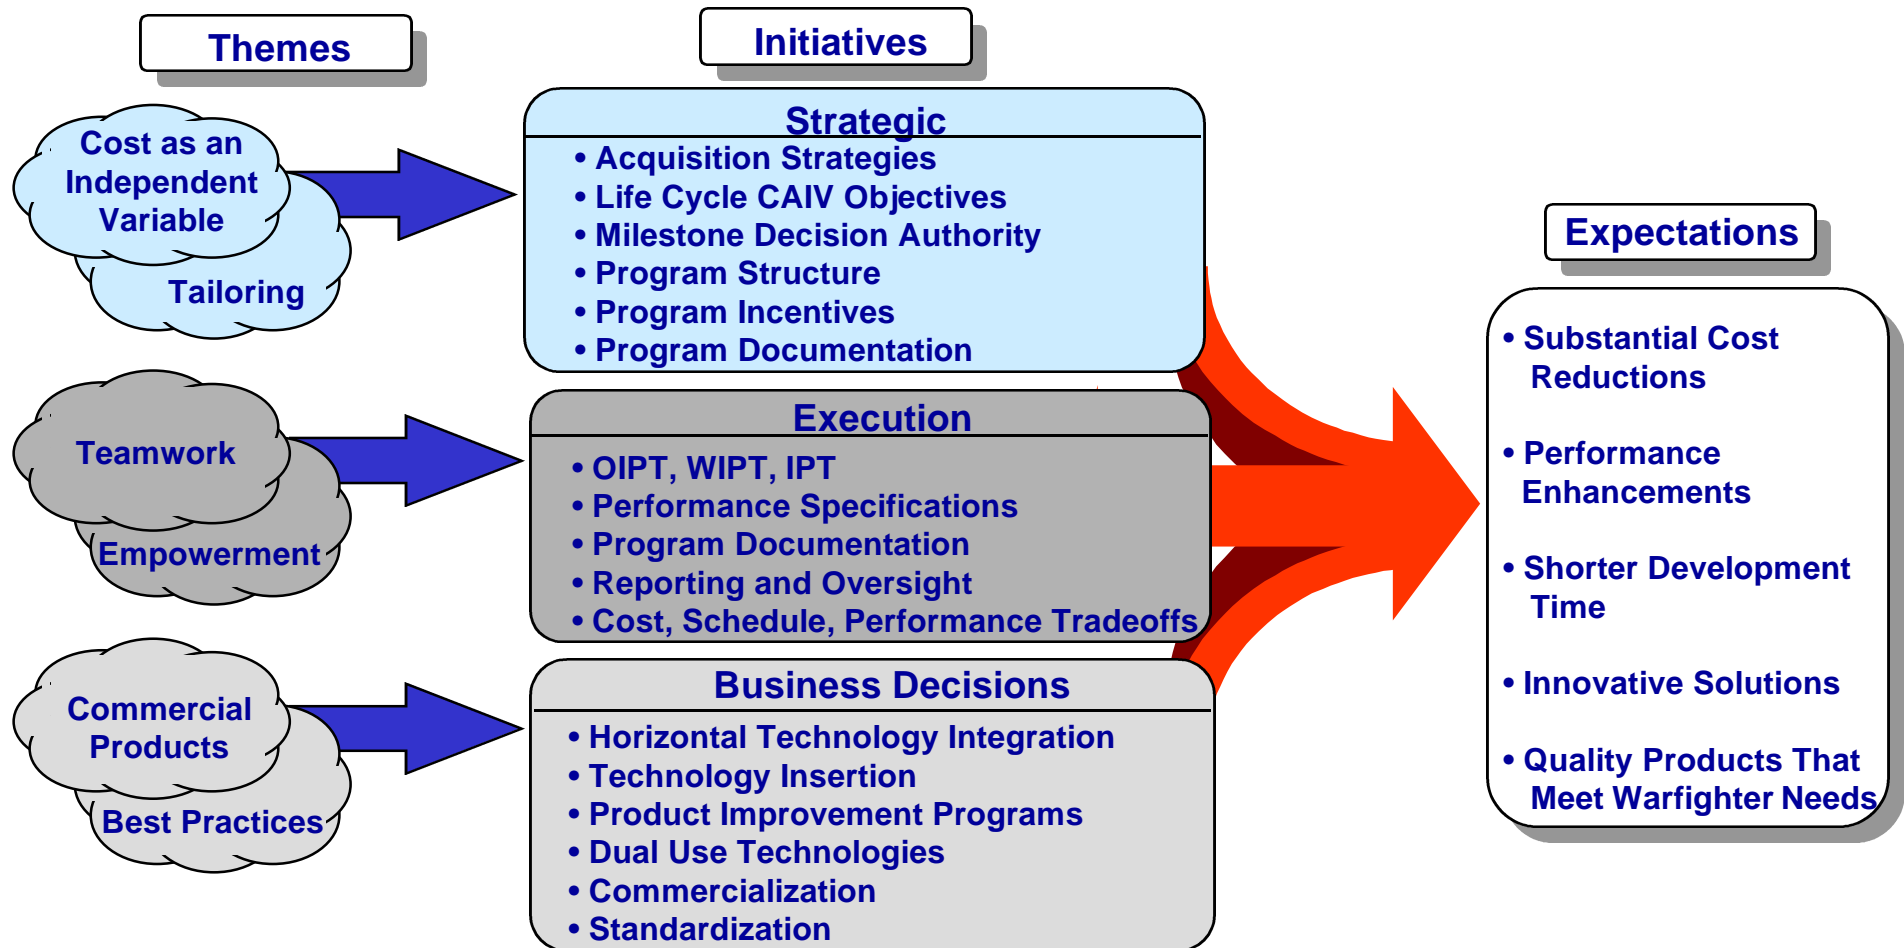 Themes
Initiatives
Cost as an
Independent
Variable
Tailoring
Strategic
• Acquisition Strategies
• Life Cycle CAIV Objectives
• Milestone Decision Authority
• Program Structure
• Program Incentives
• Program Documentation
Teamwork
Empowerment
Execution
• OIPT, WIPT, IPT
• Performance Specifications
• Program Documentation
• Reporting and Oversight
• Cost, Schedule, Performance Tradeoffs
Commercial
Products
Best Practices
Business Decisions
• Horizontal Technology Integration
• Technology Insertion
• Product Improvement Programs
• Dual Use Technologies
• Commercialization
• Standardization
Expectations
• Substantial Cost
Reductions
• Performance
Enhancements
• Shorter Development
Time
• Innovative Solutions
• Quality Products That
Meet Warfighter Needs